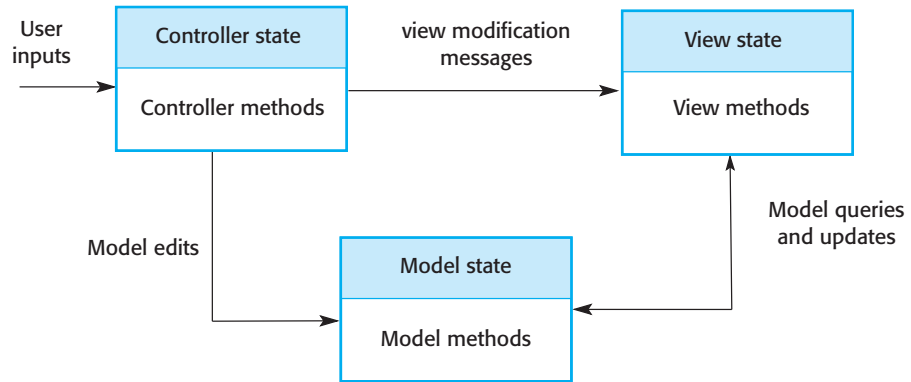 User
inputs
Controller state
Controller methods
view modification
messages
View state
View methods
Model edits
Model state
Model methods
Model queries
and updates